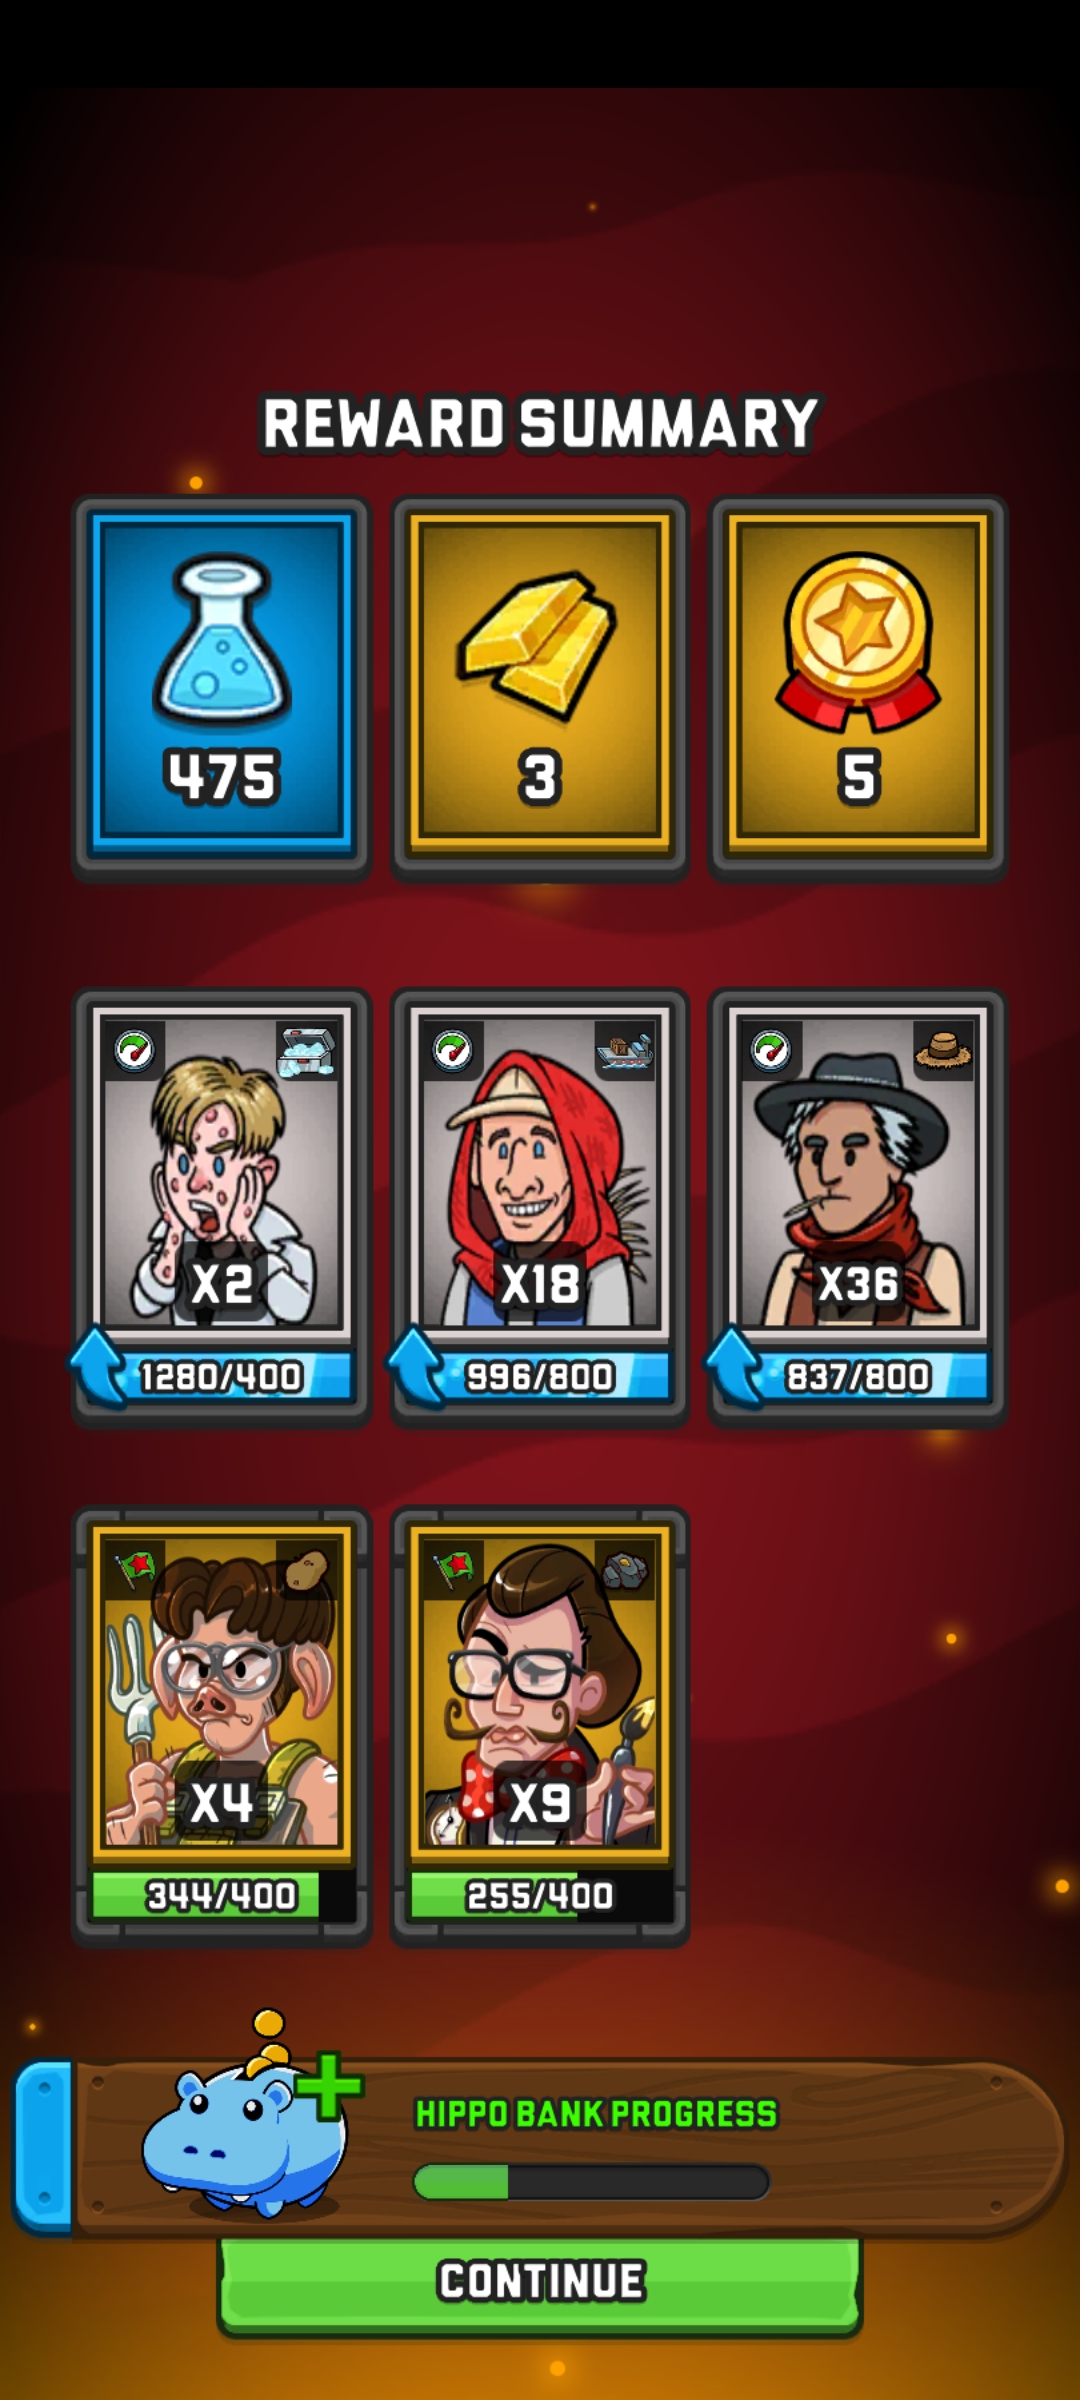 REWARD SUMMARY
475
3
5
X2
X18
X36
1280/400
996/800
837/800
X4
X9
344/400
255/400
HIPPO BANK PROGRESS
CONTINUE